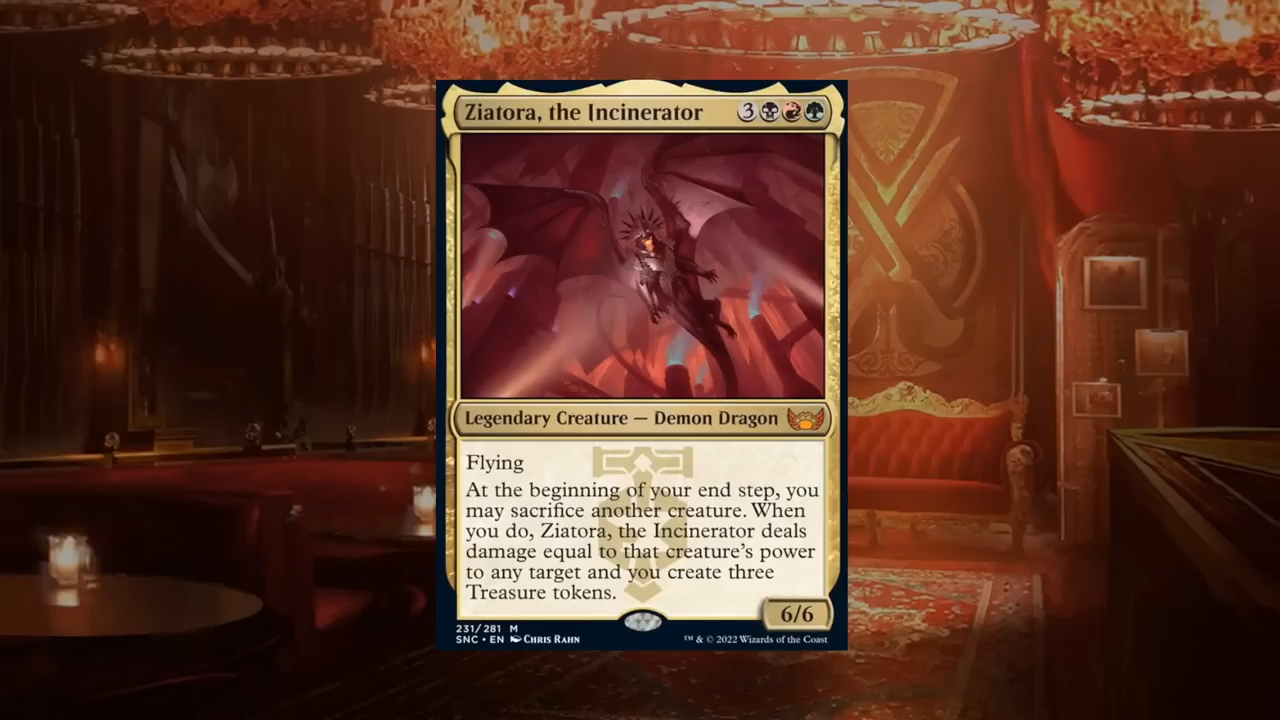 Ziatora, the Incinerator 3
Legendary Creature — Demon Dragon
Flying
At the beginning of your end step, you
may sacrifice another creature. When
you do, Ziatora, the Incinerator deals
damage equal to that creature's power
to any target and you create three
Treasure tokens.
6/6
231/281 M
SNC • EN Chris Rahn
™ & © 2022 Wizards of the Coast